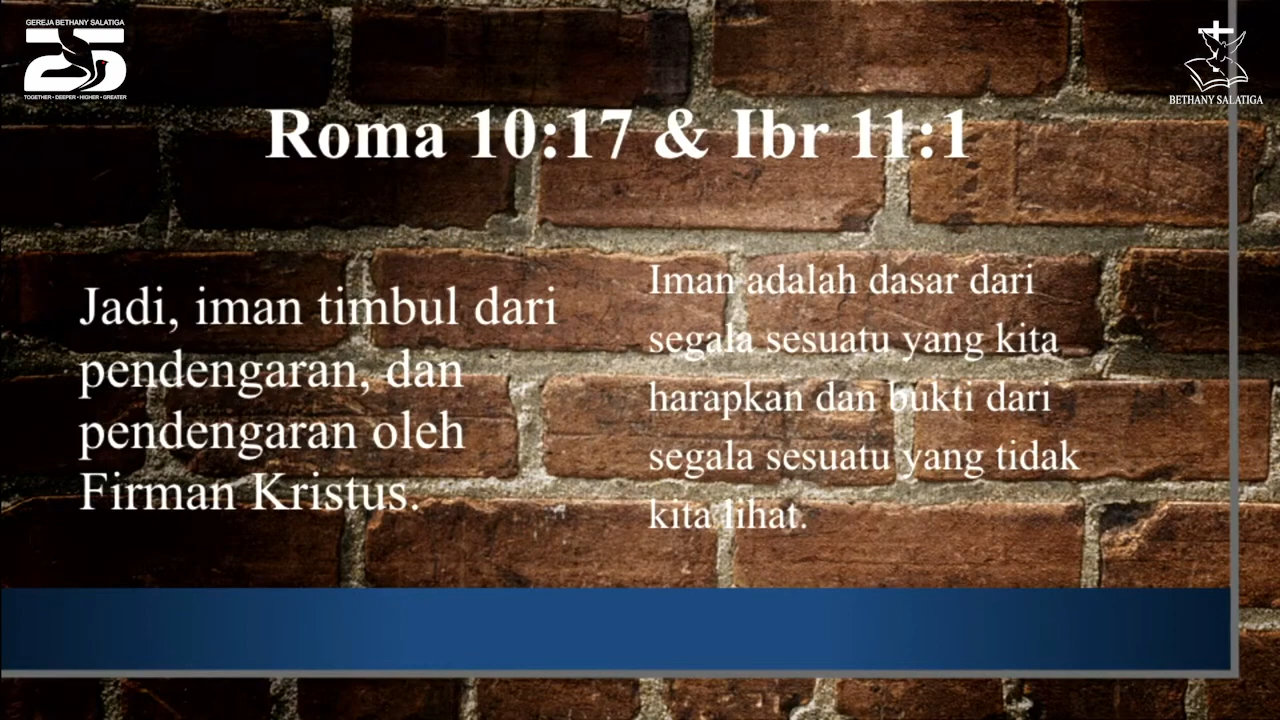 GEREJA BETHANY SALATIGA
25
TOGETHER • DEEPER • HIGHER • GREATER
BETHANY SALATIGA
Roma 10:17 & Ibr 11:1
Jadi, iman timbul dari
pendengaran, dan
pendengaran oleh
Firman Kristus.
Iman adalah dasar dari
segala sesuatu yang kita
harapkan dan bukti dari
segala sesuatu yang tidak
kita lihat.